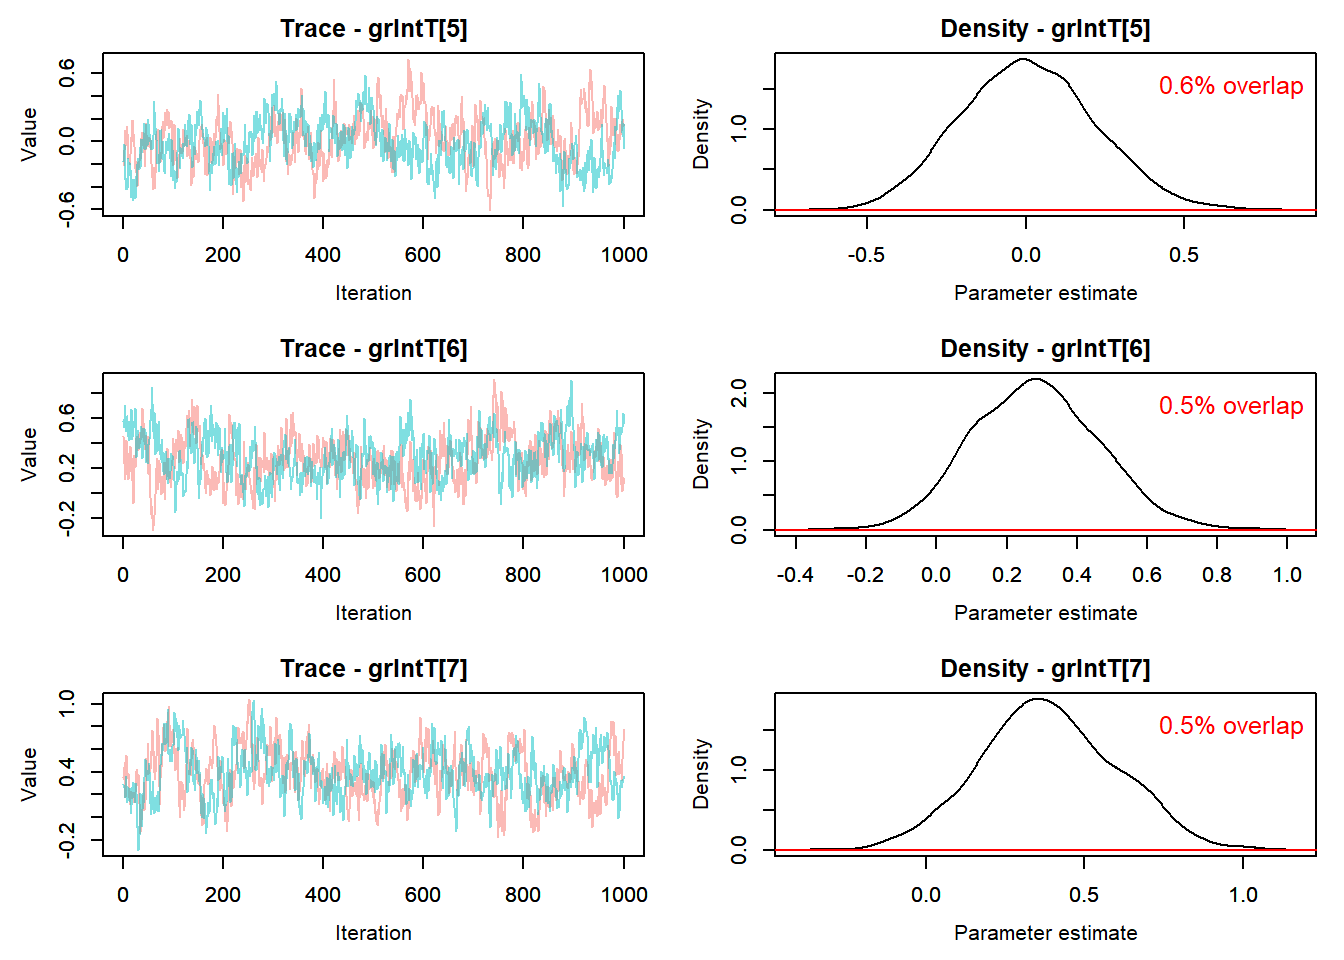 Trace - grIntT[5]
Value
-0.6 0.0 0.6
0 200 400 600 800 1000
Iteration
Density - grIntT[5]
0.6% overlap
Density
0.0 1.0
-0.5 0.0 0.5
Parameter estimate
Trace - grIntT[6]
Value
-0.2 0.2 0.6
0 200 400 600 800 1000
Iteration
Density - grIntT[6]
0.5% overlap
Density
0.0 1.0 2.0
-0.4 -0.2 0.0 0.2 0.4 0.6 0.8 1.0
Parameter estimate
Trace - grIntT[7]
Value
-0.2 0.4 1.0
0 200 400 600 800 1000
Iteration
Density - grIntT[7]
0.5% overlap
Density
0.0 1.0
0.0 0.5 1.0
Parameter estimate